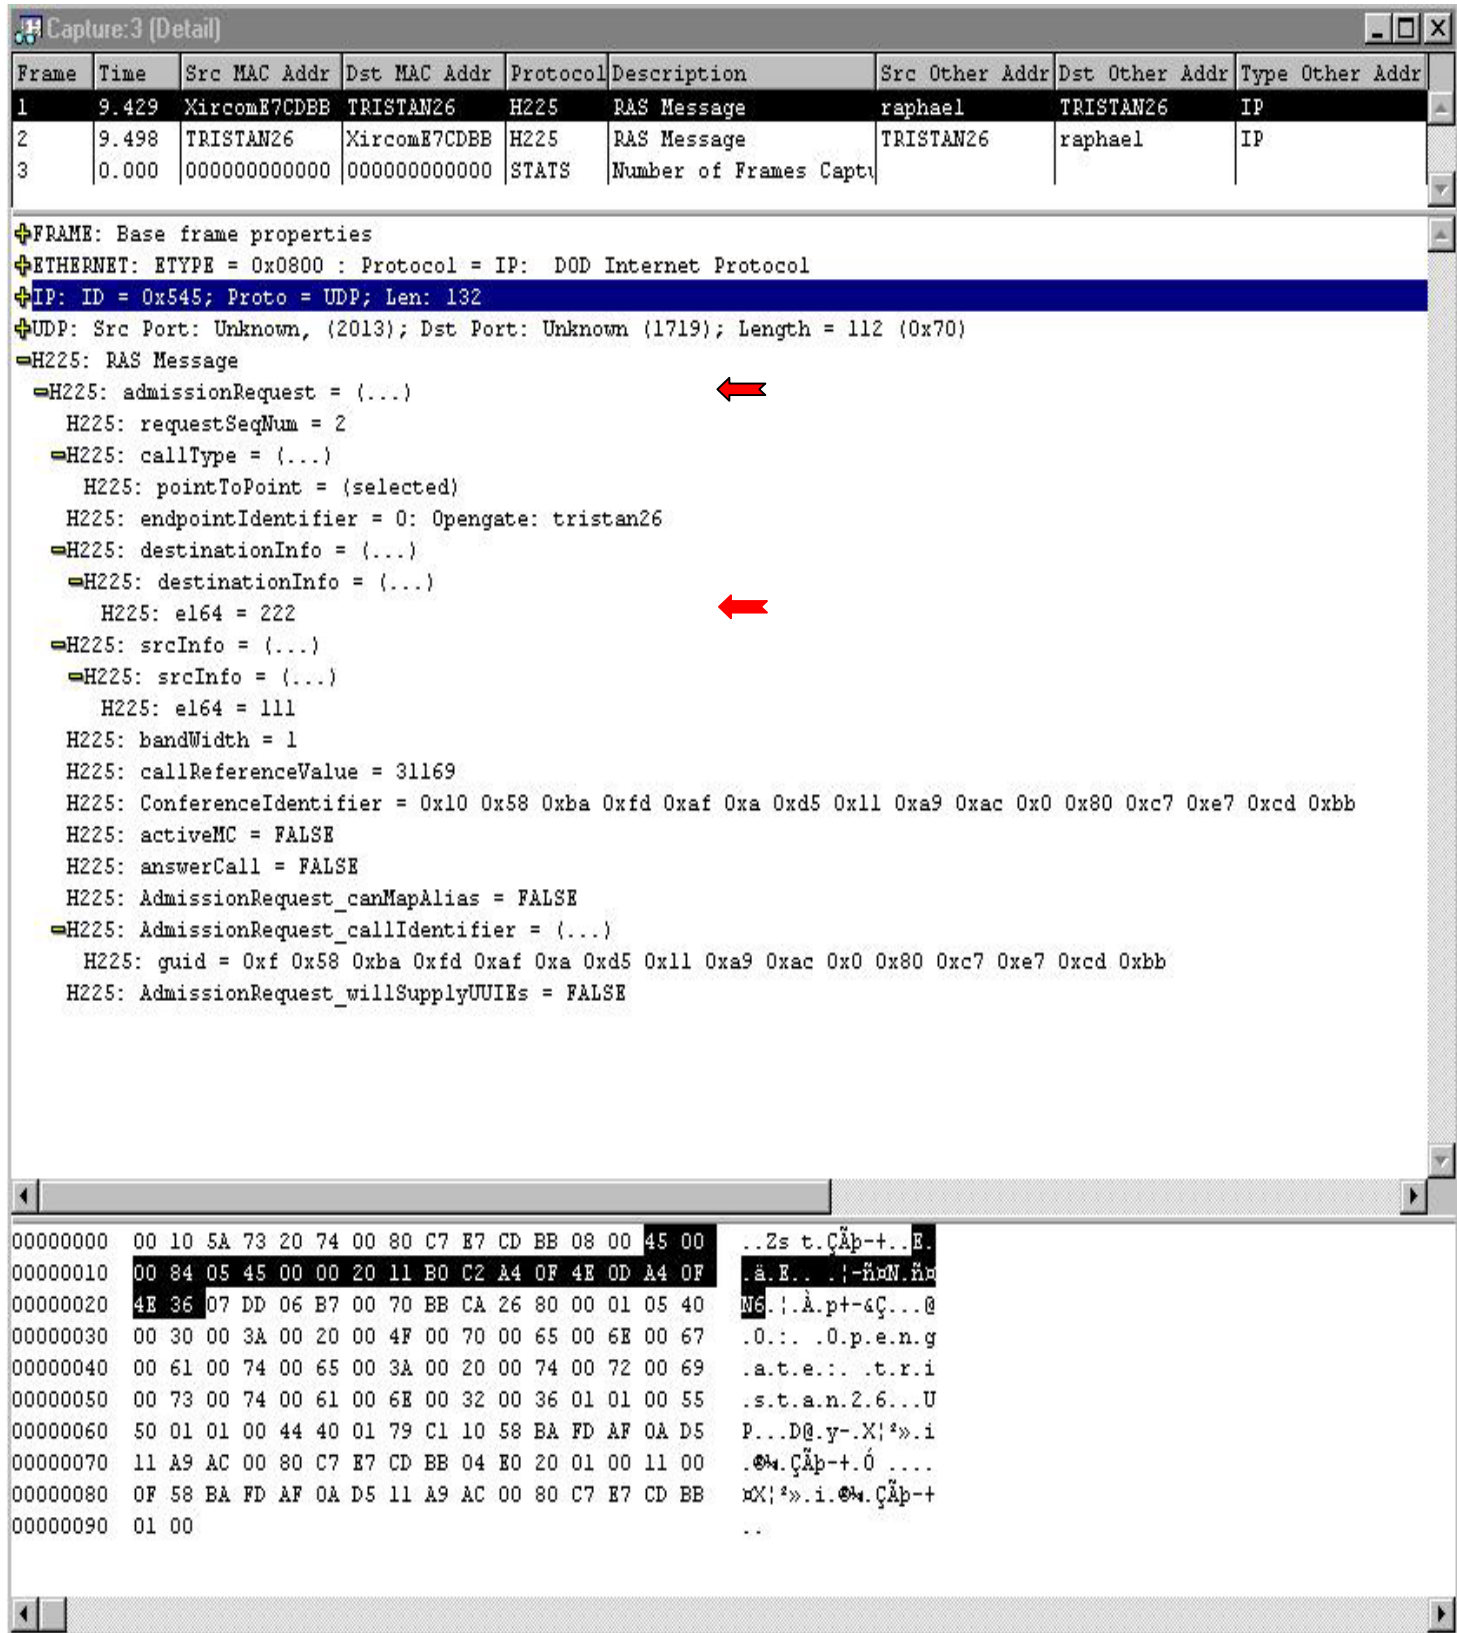 Capture:3 (Detail)
Frame Time Src MAC Addr Dst MAC Addr Protocol Description Src Other Addr Dst Other Addr Type Other Addr
1 9.429 XircomE7CDBB TRISTAN26 H225 RAS Message raphael TRISTAN26 IP
2 9.498 TRISTAN26 XircomE7CDBB H225 RAS Message TRISTAN26 raphael IP
3 0.000 000000000000 000000000000 STATS Number of Frames Captu
FRAME: Base frame properties
ETHERNET: ETYPE = 0x0800 : Protocol = IP: DOD Internet Protocol
IP: ID = 0x545; Proto = UDP; Len: 132
UDP: Src Port: Unknown, (2013); Dst Port: Unknown (1719); Length = 112 (0x70)
H225: RAS Message
H225: admissionRequest = (...)
H225: requestSeqNum = 2
H225: callType = (...)
H225: pointToPoint = (selected)
H225: endpointIdentifier = 0: Opengate: tristan26
H225: destinationInfo = (...)
H225: destinationInfo = (...)
H225: e164 = 222
H225: srcInfo = (...)
H225: srcInfo = (...)
H225: e164 = 111
H225: bandWidth = 1
H225: callReferenceValue = 31169
H225: ConferenceIdentifier = 0x10 0x58 0xba 0xfd 0xaf 0xa 0xd5 0x11 0xa9 0xac 0x0 0x80 0xc7 0xe7 0xcd 0xbb
H225: activeMC = FALSE
H225: answerCall = FALSE
H225: AdmissionRequest_canMapAlias = FALSE
H225: AdmissionRequest_callIdentifier = (...)
H225: guid = 0xf 0x58 0xba 0xfd 0xaf 0xa 0xd5 0x11 0xa9 0xac 0x0 0x80 0xc7 0xe7 0xcd 0xbb
H225: AdmissionRequest_willSupplyUUIEs = FALSE
00000000 00 10 5A 73 20 74 00 80 C7 E7 CD BB 08 00 45 00 ..Zs t.ÇÃþ-+..E.
00000010 00 84 05 45 00 00 20 11 B0 C2 A4 0F 4E 0D A4 0F .ä.E.. .¦-ñ¤N.ñ¤
00000020 4E 36 07 DD 06 B7 00 70 BB CA 26 80 00 01 05 40 N6.¦.À.p+-&Ç...@
00000030 00 30 00 3A 00 20 00 4F 00 70 00 65 00 6E 00 67 .0.:. .O.p.e.n.g
00000040 00 61 00 74 00 65 00 3A 00 20 00 74 00 72 00 69 .a.t.e.:. .t.r.i
00000050 00 73 00 74 00 61 00 6E 00 32 00 36 01 01 00 55 .s.t.a.n.2.6...U
00000060 50 01 01 00 44 40 01 79 C1 10 58 BA FD AF 0A D5 P...D@.y-.X¦²».i
00000070 11 A9 AC 00 80 C7 E7 CD BB 04 E0 20 01 00 11 00 .®¼.ÇÃþ-+.Ó ....
00000080 0F 58 BA FD AF 0A D5 11 A9 AC 00 80 C7 E7 CD BB ¤X¦²».i.®¼.ÇÃþ-+
00000090 01 00 ..